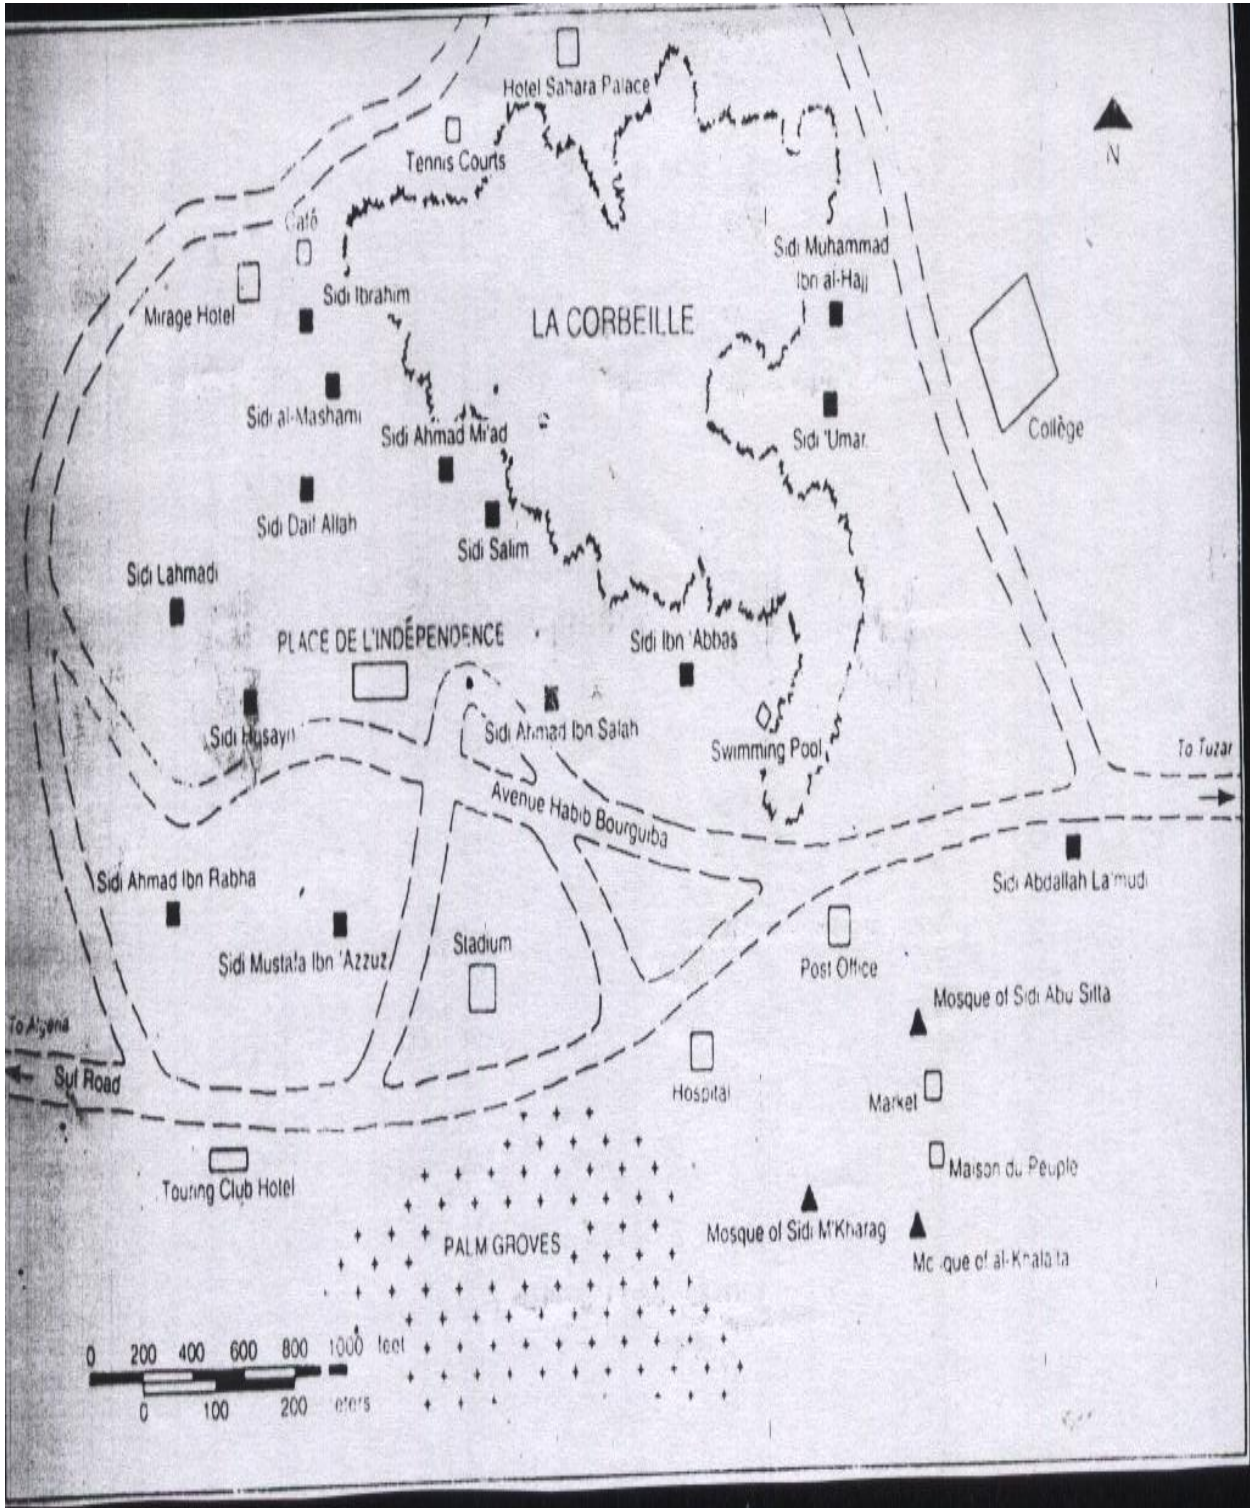 Hotel Sahara Palace
Tennis Courts
N
Café
Sidi Muhammad
Ibn al-Hajj
Sidi Ibrahim
Mirage Hotel
LA CORBEILLE
Sidi al-Mashami
Sidi Ahmad Mi'ad
Sidi 'Umar
Collège
Sidi Daif Allah
Sidi Salim
Sidi Lahmadi
PLACE DE L'INDÉPENDENCE
Sidi Ibn 'Abbas
Sidi Husayn
Sidi Ahmad Ibn Salah
Swimming Pool
To Tuzar
Avenue Habib Bourguiba
Sidi Ahmad Ibn Rabha
Sidi Abdallah La'mudi
Sidi Mustafa Ibn 'Azzuz
Stadium
Post Office
Mosque of Sidi Abu Sitta
To Algeria
Suf Road
Hospital
Market
Maison du Peuple
Touring Club Hotel
PALM GROVES
Mosque of Sidi M'Kharag
Mosque of al-Khalaita
0 200 400 600 800 1000 feet
0 100 200